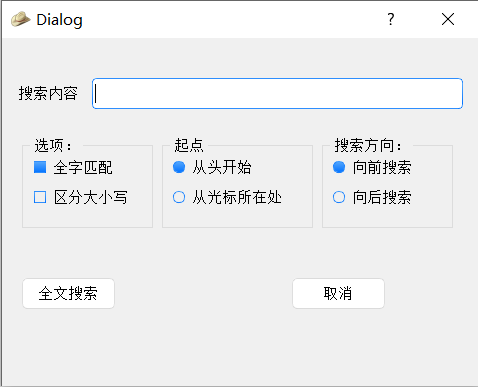 Dialog ?
搜索内容
选项： 起点 搜索方向：
全字匹配 从头开始 向前搜索
区分大小写 从光标所在处 向后搜索
全文搜索 取消